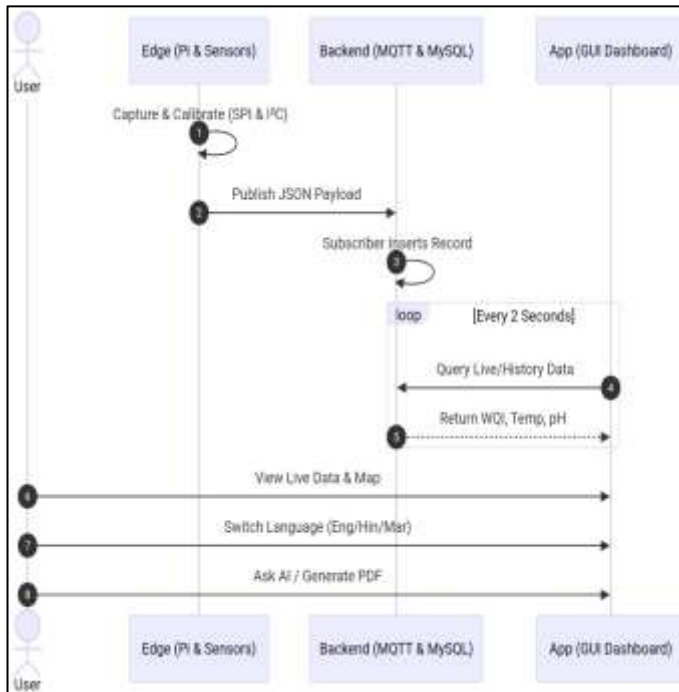 Edge (Pi & Sensors)
Backend (MQTT & MySQL)
App (GUI Dashboard)
User
Capture & Calibrate (SPI & I²C)
1
Publish JSON Payload
2
Subscriber Inserts Record
3
loop
[Every 2 Seconds]
Query Live/History Data
4
Return WQI, Temp, pH
5
View Live Data & Map
6
Switch Language (Eng/Hin/Mar)
7
Ask AI / Generate PDF
8
Edge (Pi & Sensors)
Backend (MQTT & MySQL)
App (GUI Dashboard)
User